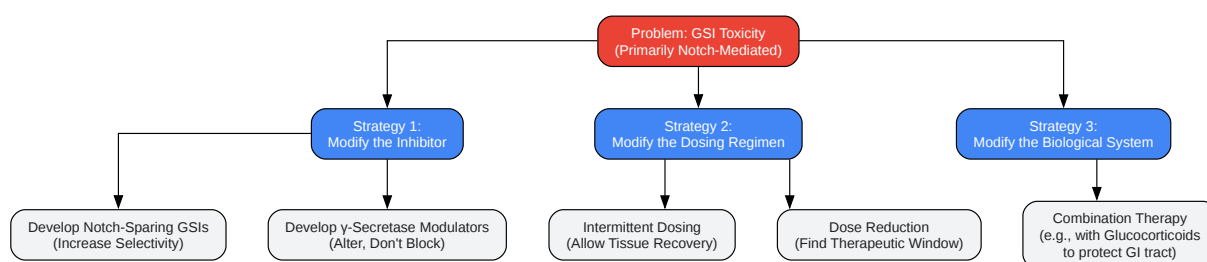 Problem: GSI Toxicity
(Primarily Notch-Mediated)
Strategy 1:
Modify the Inhibitor
Strategy 2:
Modify the Dosing Regimen
Strategy 3:
Modify the Biological System
Develop Notch-Sparing GSIs
(Increase Selectivity)
Develop γ-Secretase Modulators
(Alter, Don't Block)
Intermittent Dosing
(Allow Tissue Recovery)
Dose Reduction
(Find Therapeutic Window)
Combination Therapy
(e.g., with Glucocorticoids
to protect GI tract)